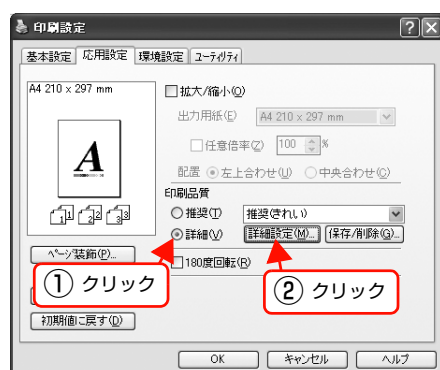 印刷設定
基本設定 応用設定 環境設定 ユーティリティ
A4 210 x 297 mm
A
1 2 3
ページ装飾(P)...
初期値に戻す(D)
拡大/縮小(O)
出力用紙(E) A4 210 x 297 mm
任意倍率(Z) 100 %
配置 左上合わせ(U) 中央合わせ(C)
印刷品質
推奨(T) 推奨(きれい)
詳細(V) 詳細設定(M)... 保存/削除(G)...
180度回転(R)
① クリック
② クリック
OK キャンセル ヘルプ